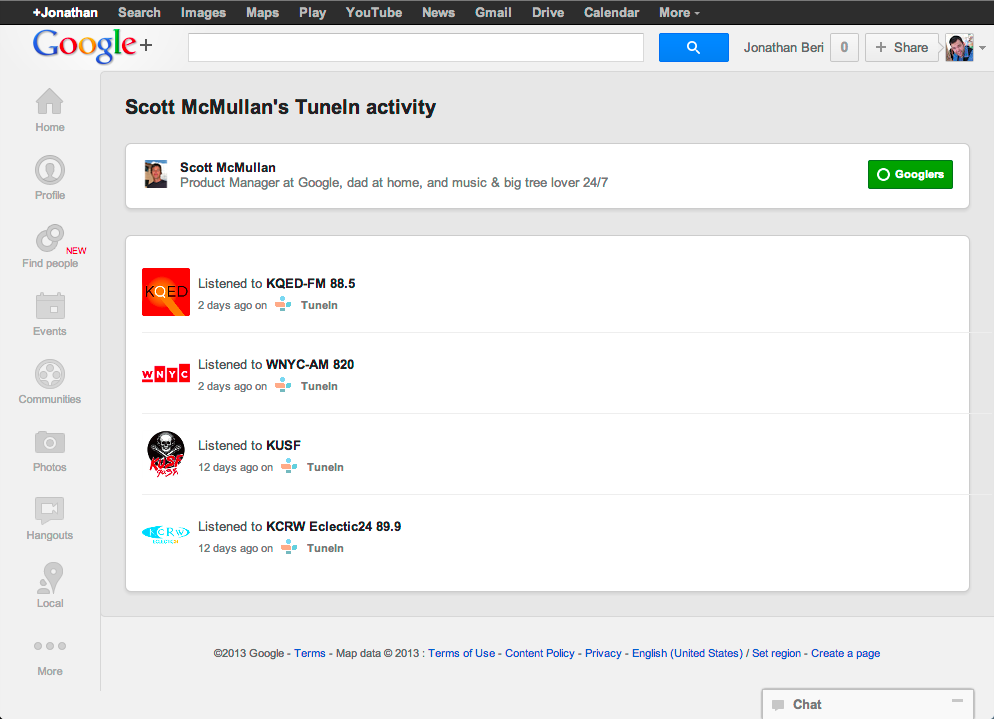 +Jonathan Search Images Maps Play YouTube News Gmail Drive Calendar More
Google+
Jonathan Beri 0 + Share
Home
Profile
NEW
Find people
Events
Communities
Photos
Hangouts
Local
More
Scott McMullan's TuneIn activity
Scott McMullan
Product Manager at Google, dad at home, and music & big tree lover 24/7
Googlers
KQED
Listened to KQED-FM 88.5
2 days ago on TuneIn
WNYC
Listened to WNYC-AM 820
2 days ago on TuneIn
KUSF
Listened to KUSF
12 days ago on TuneIn
KCRW
Listened to KCRW Eclectic24 89.9
12 days ago on TuneIn
©2013 Google - Terms - Map data © 2013 : Terms of Use - Content Policy - Privacy - English (United States) / Set region - Create a page
Chat